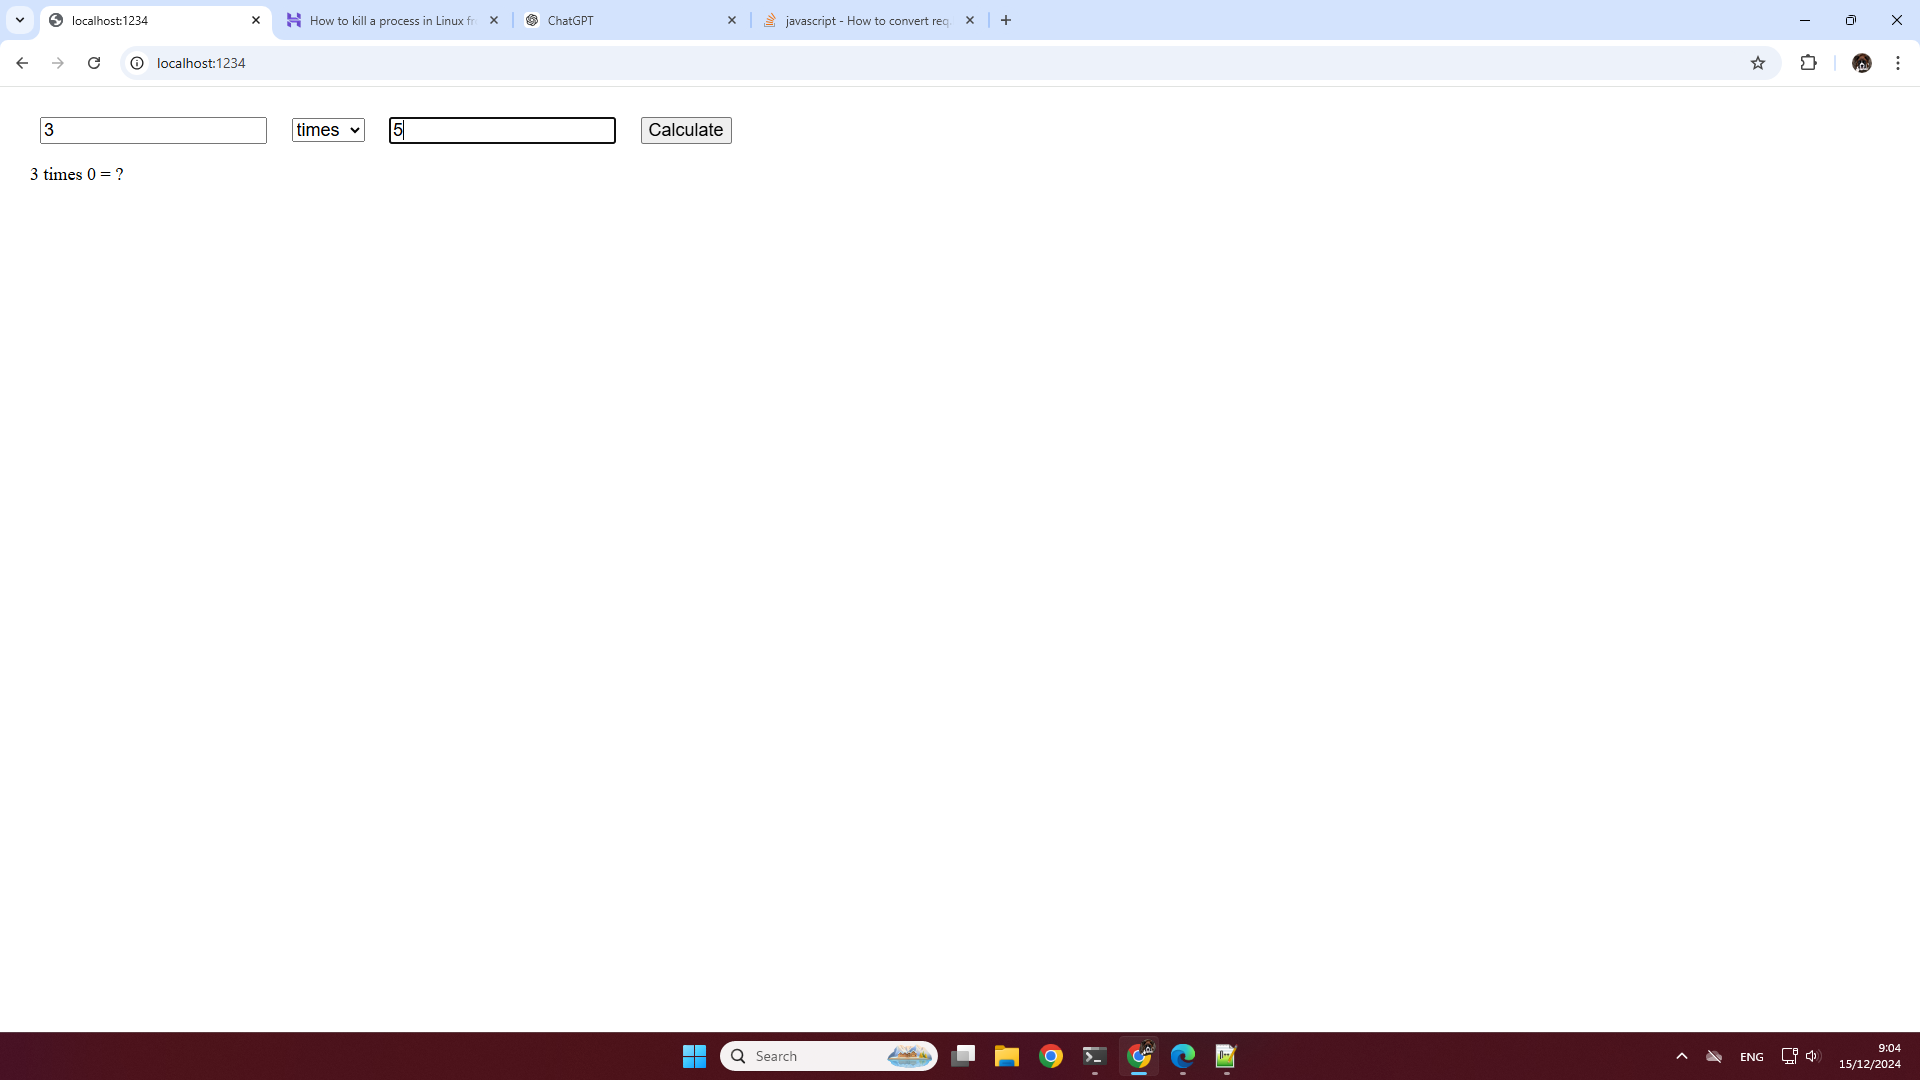 localhost:1234
How to kill a process in Linux fr
ChatGPT
javascript - How to convert req
localhost:1234
3 times 5 Calculate
3 times 0 = ?
Search
ENG
9:04
15/12/2024